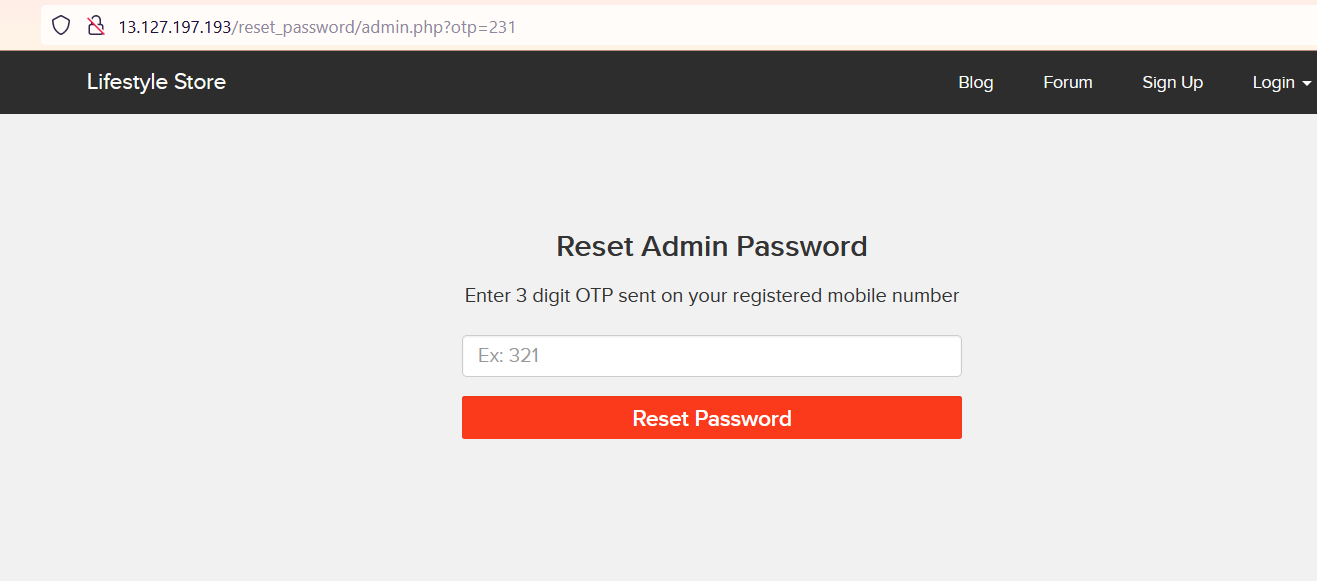 13.127.197.193/reset_password/admin.php?otp=231
Lifestyle Store Blog Forum Sign Up Login
Reset Admin Password
Enter 3 digit OTP sent on your registered mobile number
Ex: 321
Reset Password